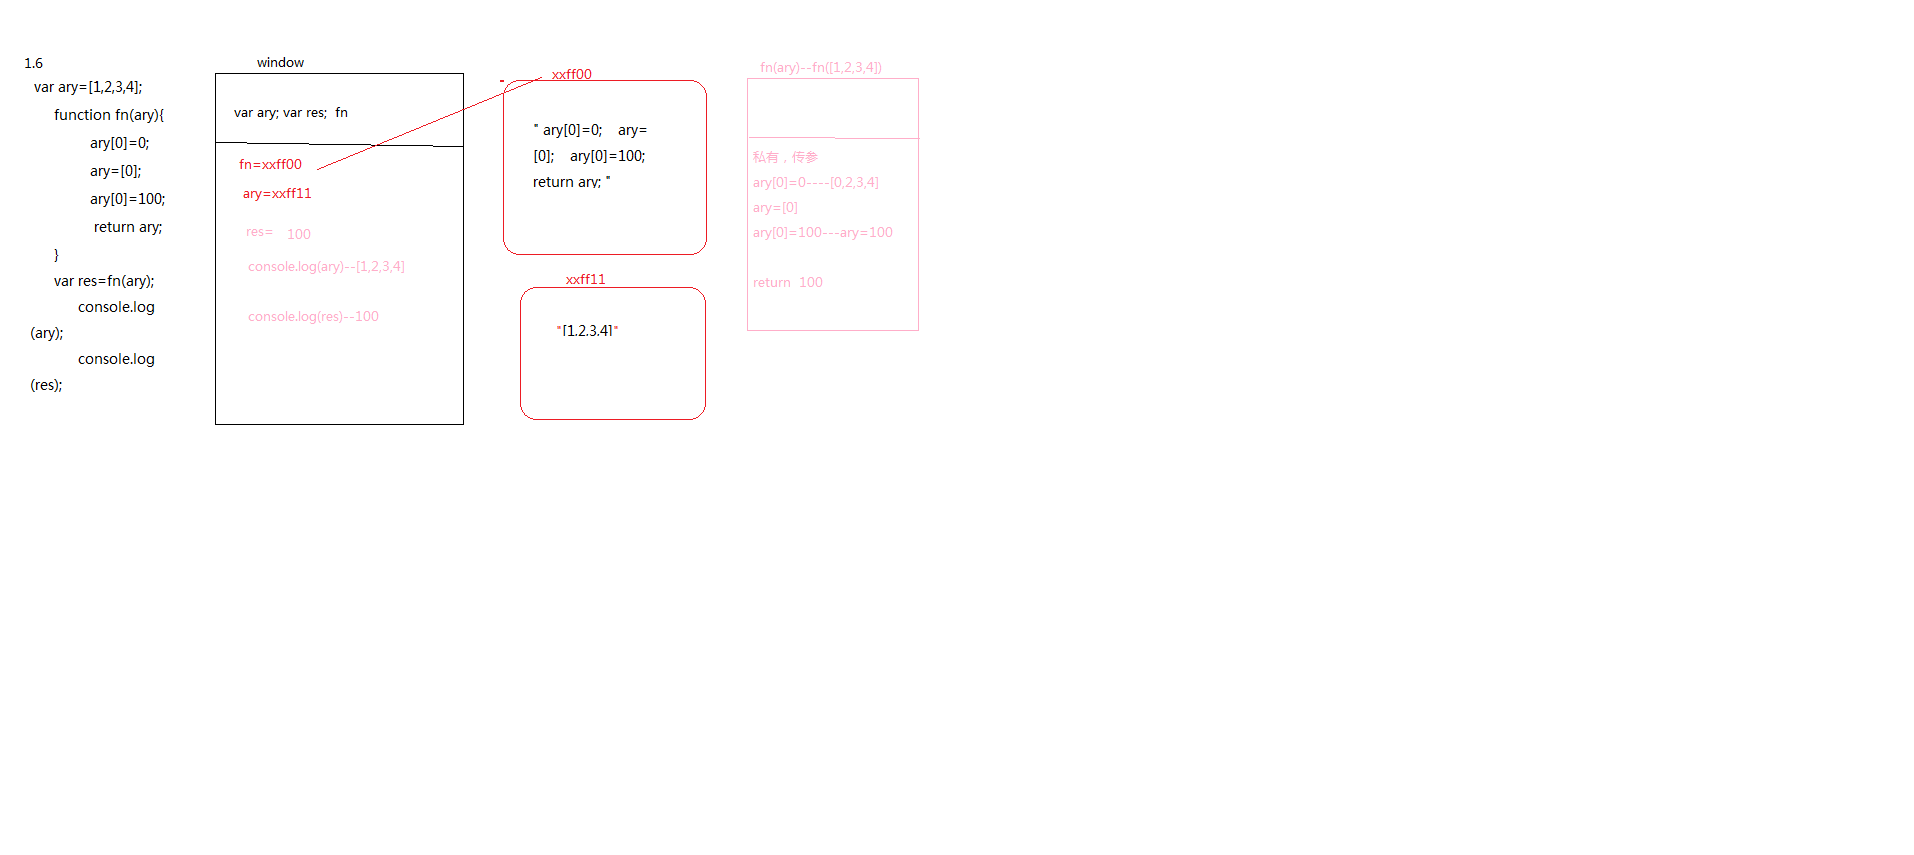 1.6
var ary=[1,2,3,4];
function fn(ary){
ary[0]=0;
ary=[0];
ary[0]=100;
return ary;
}
var res=fn(ary);
console.log
(ary);
console.log
(res);
window
var ary; var res; fn
fn=xxff00
ary=xxff11
res= 100
console.log(ary)--[1,2,3,4]
console.log(res)--100
xxff00
" ary[0]=0; ary=
[0]; ary[0]=100;
return ary; "
xxff11
"[1.2.3.4]"
fn(ary)--fn([1,2,3,4])
私有，传参
ary[0]=0----[0,2,3,4]
ary=[0]
ary[0]=100---ary=100
return 100